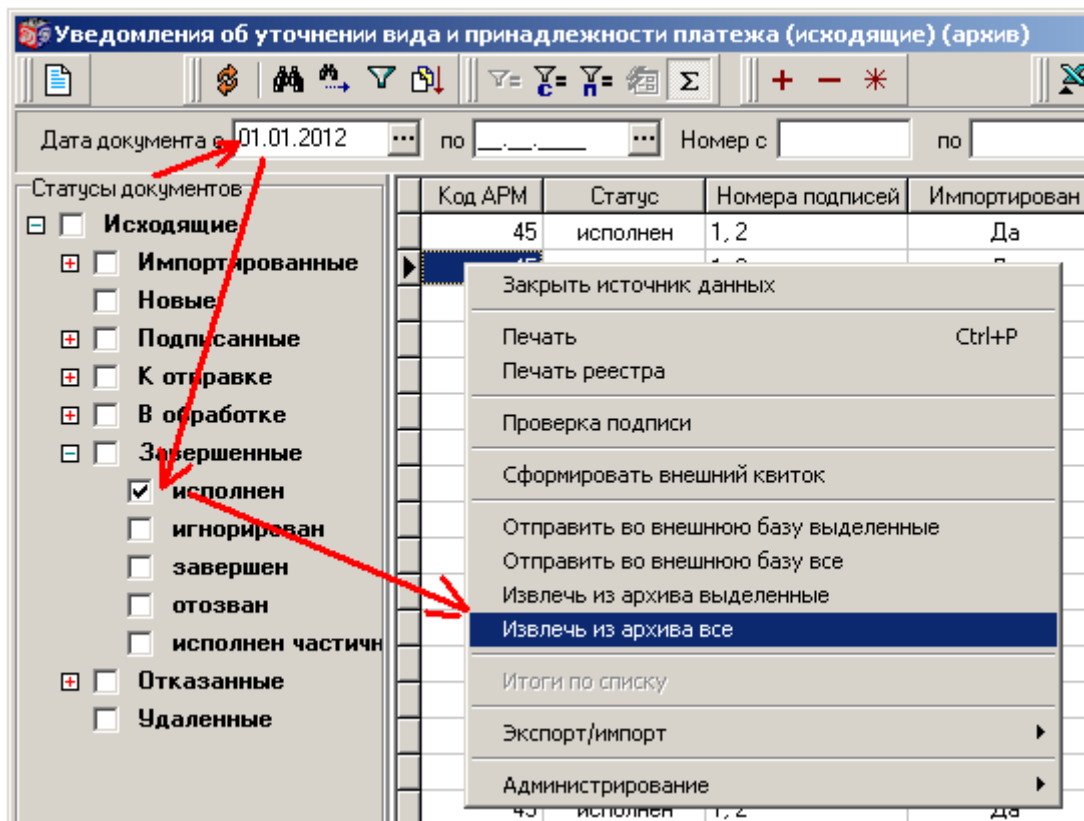 Уведомления об уточнении вида и принадлежности платежа (исходящие) (архив)
Дата документа с 01.01.2012 ... по __.__.____ ... Номер с по
Статусы документов
Код АРМ Статус Номера подписей Импортирован
Исходящие
45 исполнен 1, 2 Да
Импортированные
Новые
Подписанные
К отправке
В обработке
Завершенные
исполнен
игнорирован
завершен
отозван
исполнен частичн
Отказанные
Удаленные
Закрыть источник данных
Печать Ctrl+P
Печать реестра
Проверка подписи
Сформировать внешний квиток
Отправить во внешнюю базу выделенные
Отправить во внешнюю базу все
Извлечь из архива выделенные
Извлечь из архива все
Итоги по списку
Экспорт/импорт
Администрирование
45 исполнен 1, 2 Да